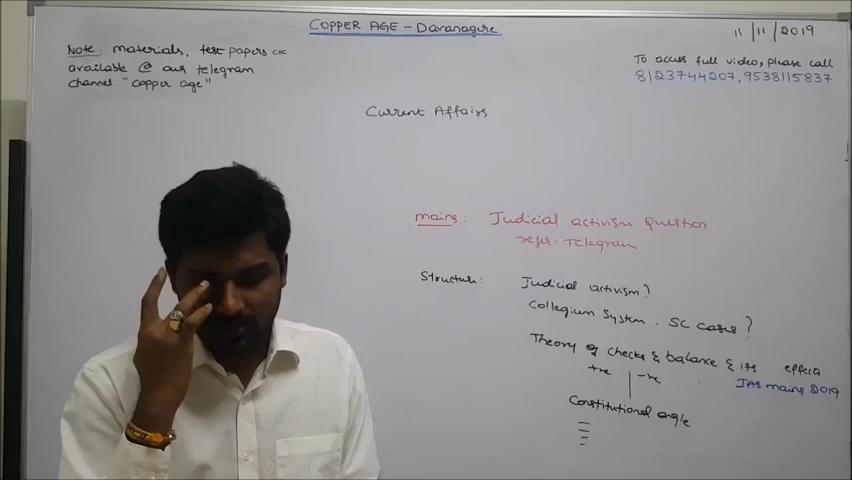 COPPER AGE - Davanagere
11/11/2019
Note: materials, test papers etc
available @ our telegram
channel "copper age"
To access full video, please call
8123744207, 9538115837
Current Affairs
mains: Judicial activism Question
refer: Telegram
Structure: Judicial activism?
Collegium System. SC cases?
Theory of checks & balance & its effects
+ve -ve
IAS mains 2019
Constitutional angle